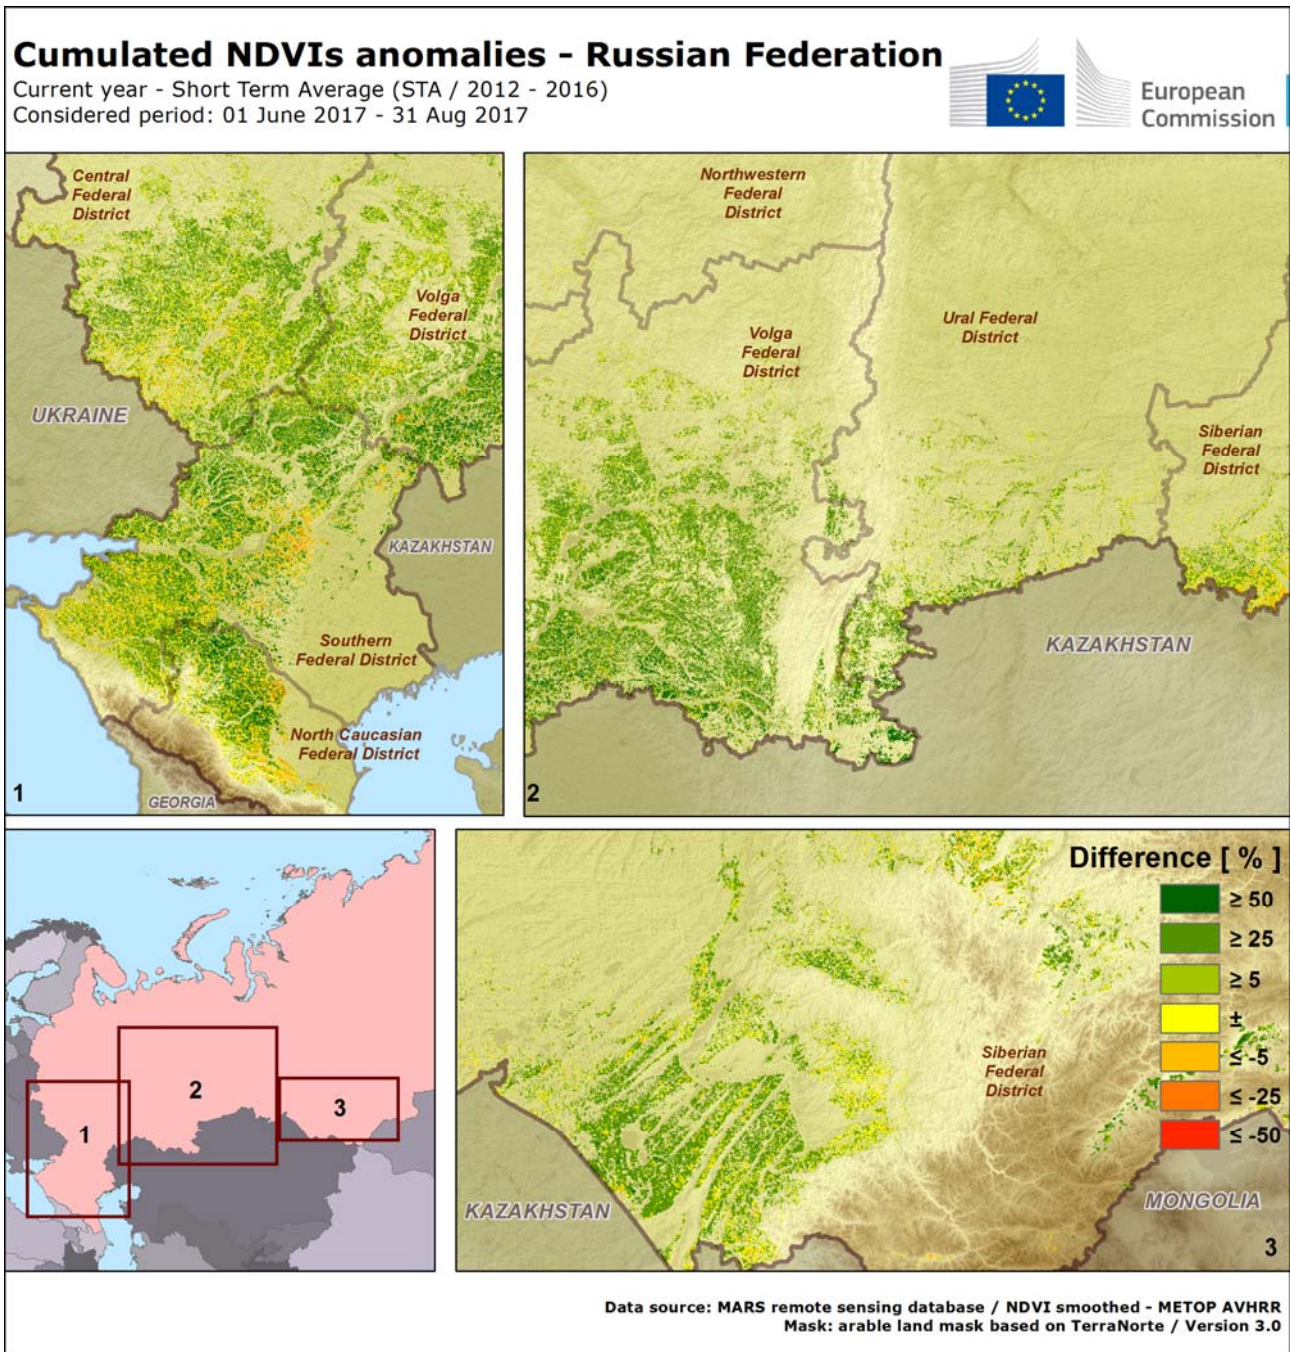 Cumulated NDVIs anomalies - Russian Federation
Current year - Short Term Average (STA / 2012 - 2016)
Considered period: 01 June 2017 - 31 Aug 2017
European
Commission
Central
Federal
District
Volga
Federal
District
UKRAINE
KAZAKHSTAN
Southern
Federal District
North Caucasian
Federal District
GEORGIA
1
Northwestern
Federal
District
Volga
Federal
District
Ural Federal
District
Siberian
Federal
District
KAZAKHSTAN
2
1
2
3
Difference [ % ]
≥ 50
≥ 25
≥ 5
±
≤ -5
≤ -25
≤ -50
Siberian
Federal
District
KAZAKHSTAN
MONGOLIA
3
Data source: MARS remote sensing database / NDVI smoothed - METOP AVHRR
Mask: arable land mask based on TerraNorte / Version 3.0